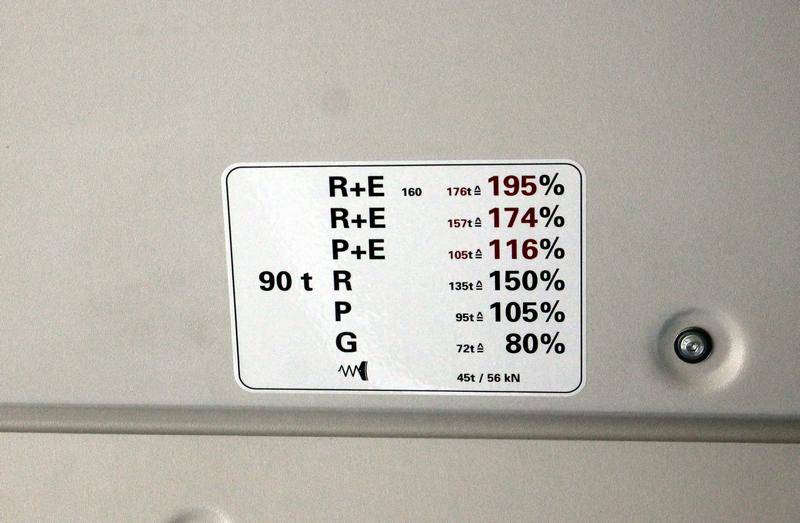 R+E 160 176t≙ 195%
R+E 157t≙ 174%
P+E 105t≙ 116%
90 t R 135t≙ 150%
P 95t≙ 105%
G 72t≙ 80%
45t / 56 kN